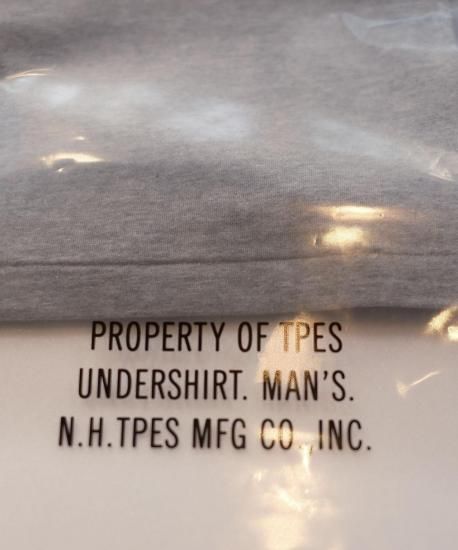 PROPERTY OF TPES
UNDERSHIRT. MAN'S.
N.H.TPES MFG CO.,INC.